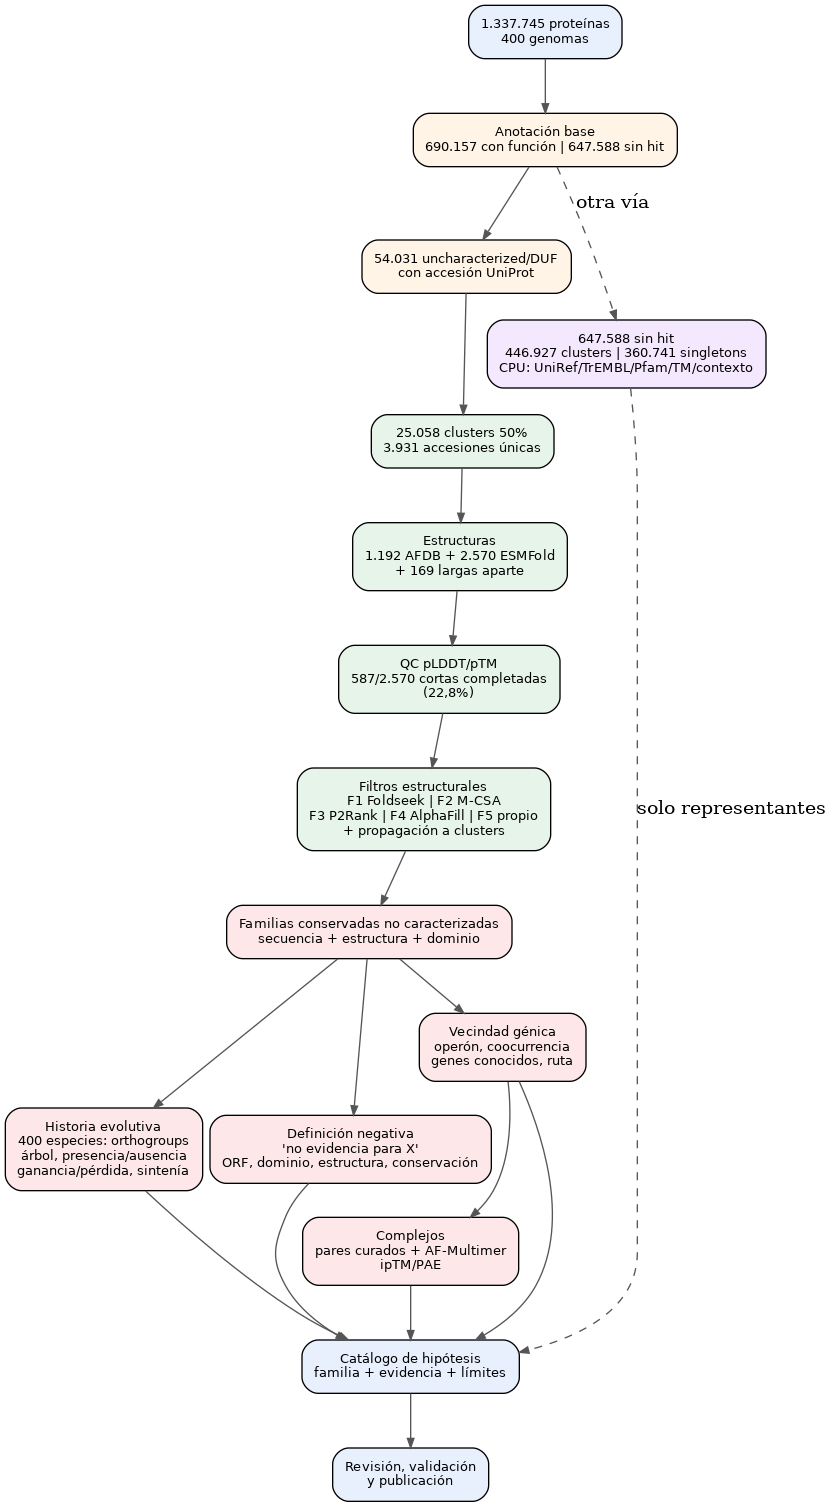 1.337.745 proteínas
400 genomas
Anotación base
690.157 con función | 647.588 sin hit
otra vía
54.031 uncharacterized/DUF
con accesión UniProt
647.588 sin hit
446.927 clusters | 360.741 singletons
CPU: UniRef/TrEMBL/Pfam/TM/contexto
25.058 clusters 50%
3.931 accesiones únicas
Estructuras
1.192 AFDB + 2.570 ESMFold
+ 169 largas aparte
QC pLDDT/pTM
587/2.570 cortas completadas
(22,8%)
Filtros estructurales
F1 Foldseek | F2 M-CSA
F3 P2Rank | F4 AlphaFill | F5 propio
+ propagación a clusters
solo representantes
Familias conservadas no caracterizadas
secuencia + estructura + dominio
Vecindad génica
operón, coocurrencia
genes conocidos, ruta
Historia evolutiva
400 especies: orthogroups
árbol, presencia/ausencia
ganancia/pérdida, sintenía
Definición negativa
'no evidencia para X'
ORF, dominio, estructura, conservación
Complejos
pares curados + AF-Multimer
ipTM/PAE
Catálogo de hipótesis
familia + evidencia + límites
Revisión, validación
y publicación